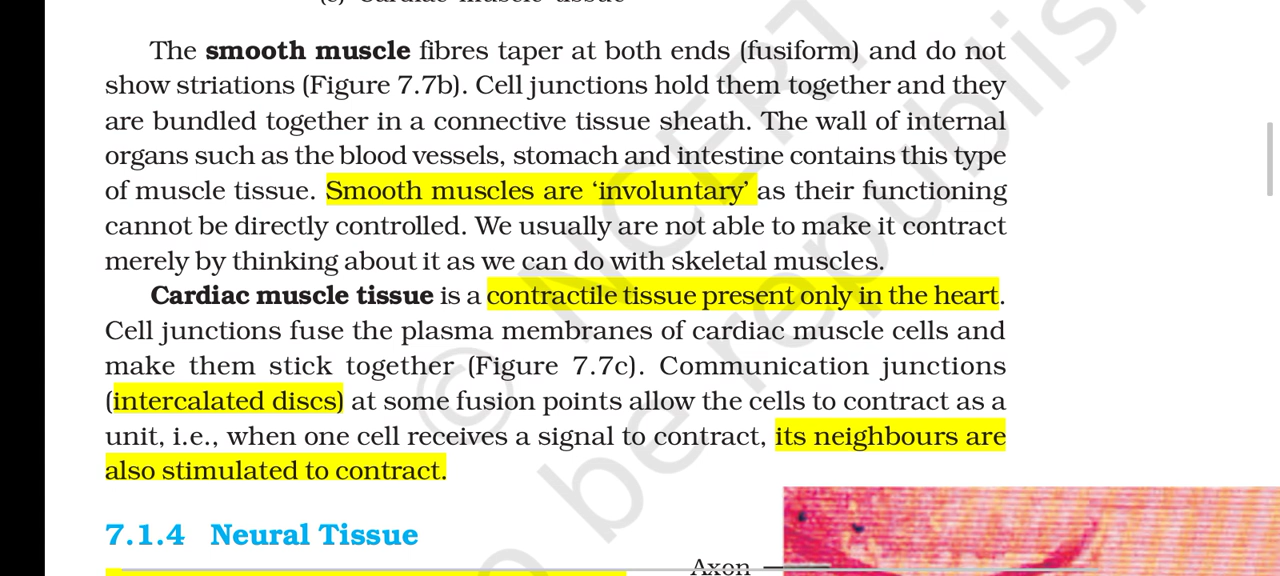 The smooth muscle fibres taper at both ends (fusiform) and do not
show striations (Figure 7.7b). Cell junctions hold them together and they
are bundled together in a connective tissue sheath. The wall of internal
organs such as the blood vessels, stomach and intestine contains this type
of muscle tissue. Smooth muscles are ‘involuntary’ as their functioning
cannot be directly controlled. We usually are not able to make it contract
merely by thinking about it as we can do with skeletal muscles.
Cardiac muscle tissue is a contractile tissue present only in the heart.
Cell junctions fuse the plasma membranes of cardiac muscle cells and
make them stick together (Figure 7.7c). Communication junctions
(intercalated discs) at some fusion points allow the cells to contract as a
unit, i.e., when one cell receives a signal to contract, its neighbours are
also stimulated to contract.
7.1.4 Neural Tissue
Axon
© NCERT
be republis